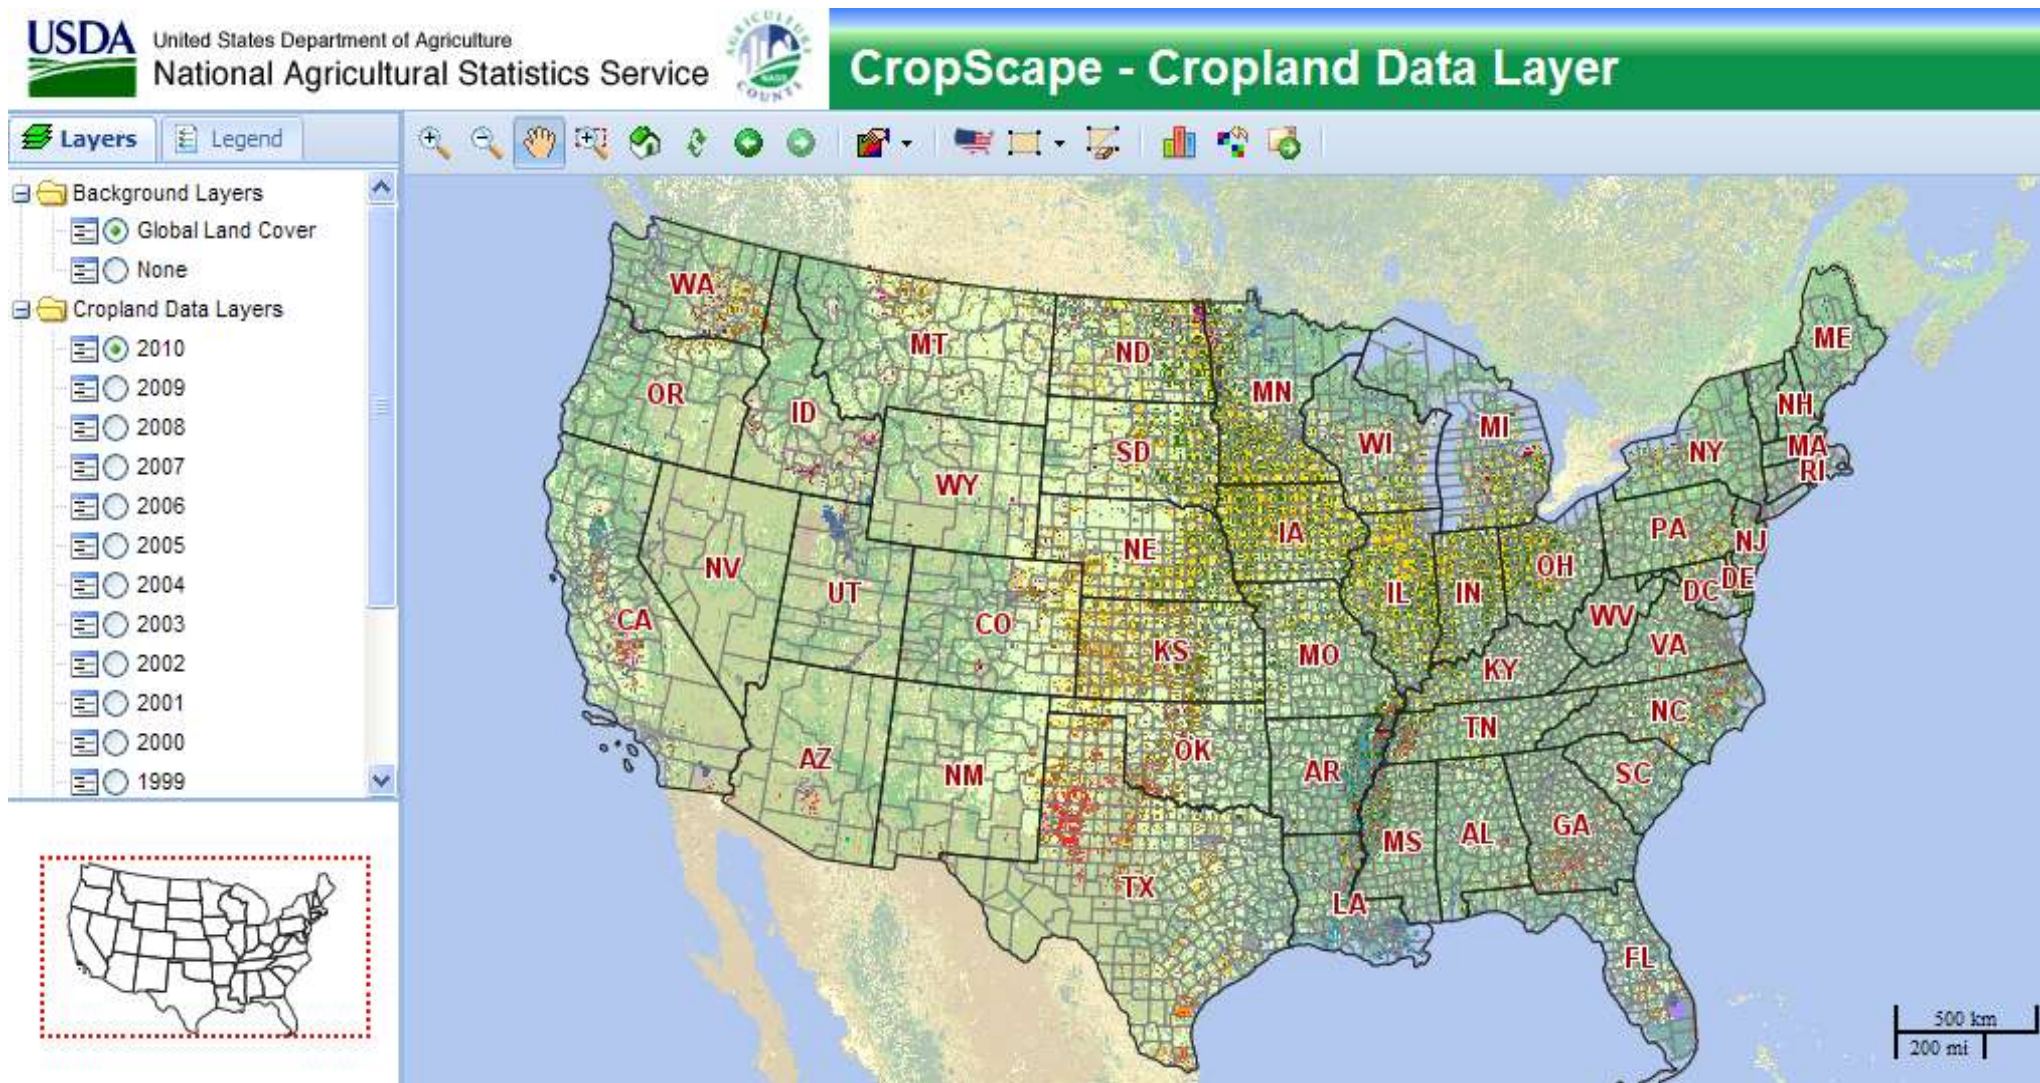 USDA
United States Department of Agriculture
National Agricultural Statistics Service
AGRICULTURE
NASS
COUNTS
CropScape - Cropland Data Layer
Layers
Legend
Background Layers
Global Land Cover
None
Cropland Data Layers
2010
2009
2008
2007
2006
2005
2004
2003
2002
2001
2000
1999
WA
MT
ND
MN
ME
OR
ID
SD
WI
MI
NH
NY
MA
RI
WY
IA
NE
PA
NJ
NV
UT
CO
IL
IN
OH
DC
DE
WV
VA
CA
KS
MO
KY
NC
TN
AZ
NM
OK
AR
SC
MS
AL
GA
TX
LA
FL
500 km
200 mi